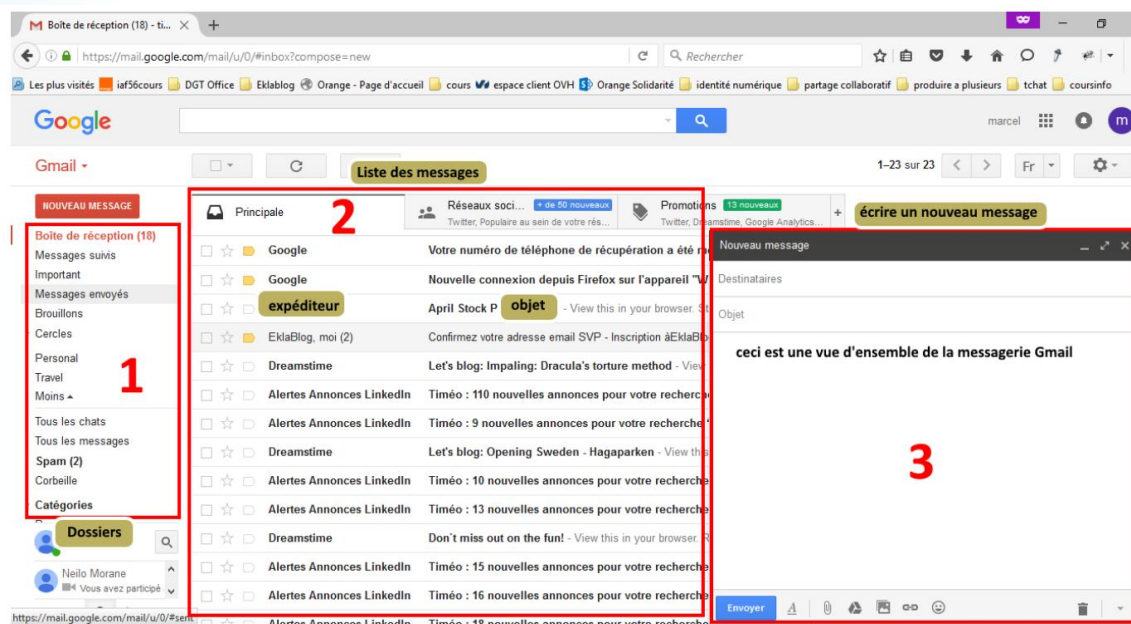 Boîte de réception (18) - ti...
https://mail.google.com/mail/u/0/#inbox?compose=new
Rechercher
Les plus visités iaf56cours DGT Office Eklablog Orange - Page d'accueil cours espace client OVH Orange Solidarité identité numérique partage collaboratif produire a plusieurs tchat coursinfo
Google
marcel
m
Gmail
1–23 sur 23
Fr
Liste des messages
NOUVEAU MESSAGE
Principale
2
Réseaux soci... + de 50 nouveaux
Twitter, Populaire au sein de votre rés...
Promotions 13 nouveaux
Twitter, Dreamstime, Google Analytics...
+
écrire un nouveau message
Boîte de réception (18)
Messages suivis
Important
Messages envoyés
Brouillons
Cercles
Personal
Travel
Moins
1
Tous les chats
Tous les messages
Spam (2)
Corbeille
Catégories
Dossiers
Neilo Morane
Vous avez participé
https://mail.google.com/mail/u/0/#sent
Google Votre numéro de téléphone de récupération a été
Google Nouvelle connexion depuis Firefox sur l'appareil "W
expéditeur
April Stock P objet - View this in your browser.
EklaBlog, moi (2) Confirmez votre adresse email SVP - Inscription àEklaBlo
Dreamstime Let's blog: Impaling: Dracula's torture method - View
Alertes Annonces LinkedIn Timéo : 110 nouvelles annonces pour votre recherche
Alertes Annonces LinkedIn Timéo : 9 nouvelles annonces pour votre recherche
Dreamstime Let's blog: Opening Sweden - Hagaparken - View this
Alertes Annonces LinkedIn Timéo : 10 nouvelles annonces pour votre recherche
Alertes Annonces LinkedIn Timéo : 13 nouvelles annonces pour votre recherche
Dreamstime Don't miss out on the fun! - View this in your browser.
Alertes Annonces LinkedIn Timéo : 15 nouvelles annonces pour votre recherche
Alertes Annonces LinkedIn Timéo : 16 nouvelles annonces pour votre recherche
Alertes Annonces LinkedIn Timéo : 18 nouvelles annonces pour votre recherche
Nouveau message
Destinataires
Objet
ceci est une vue d'ensemble de la messagerie Gmail
3
Envoyer